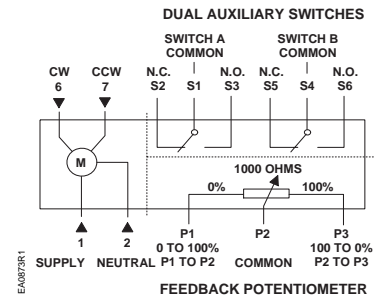 DUAL AUXILIARY SWITCHES
SWITCH A COMMON
SWITCH B COMMON
CW 6
CCW 7
N.C. S2
S1
N.O. S3
N.C. S5
S4
N.O. S6
M
1000 OHMS
0%
100%
1
2
SUPPLY
NEUTRAL
P1
0 TO 100%
P1 TO P2
P2
COMMON
P3
100 TO 0%
P2 TO P3
FEEDBACK POTENTIOMETER
EA0873R1